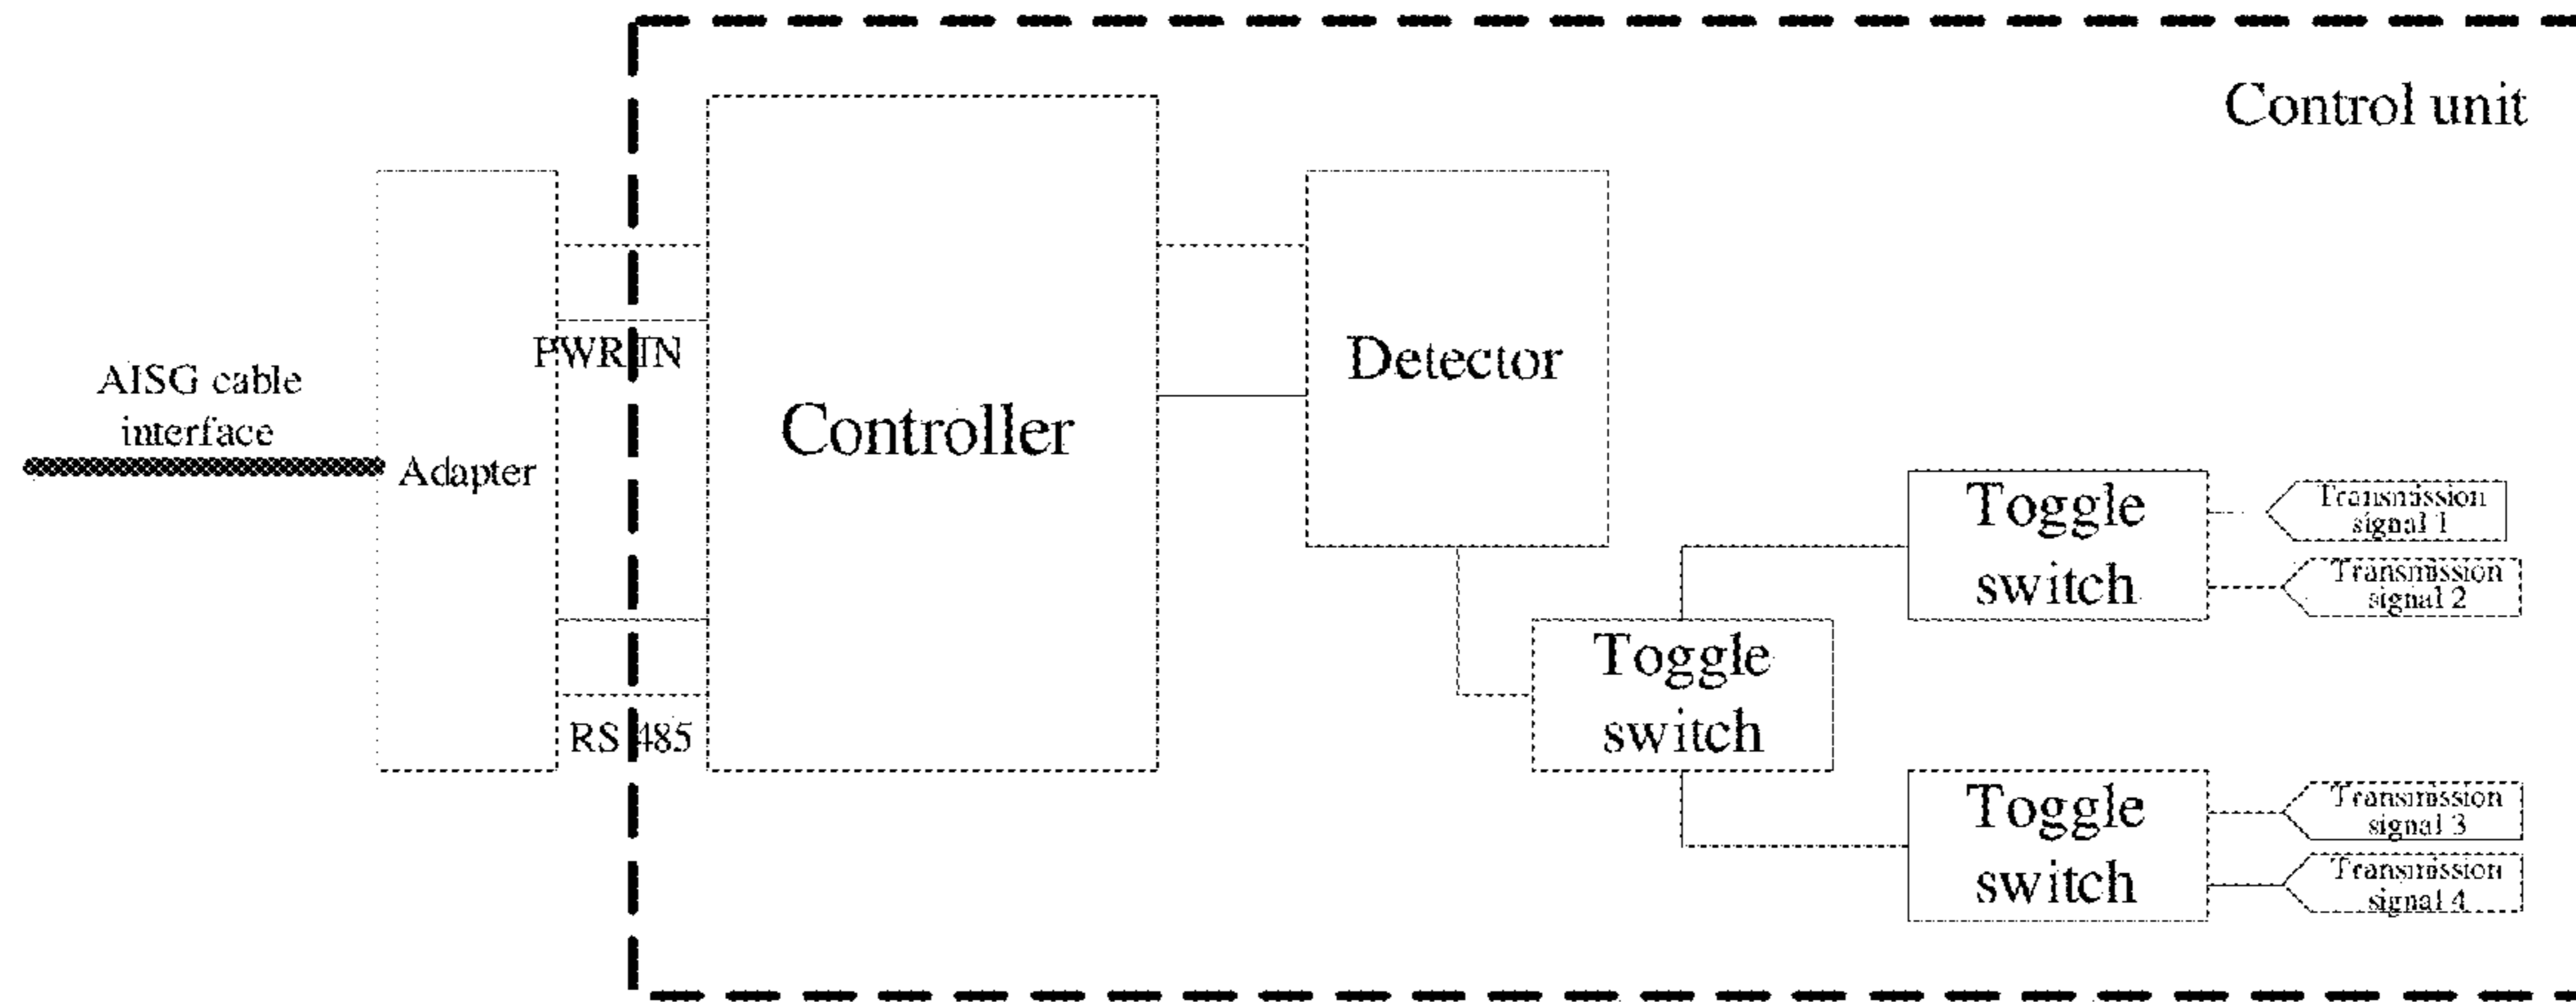 Control unit
AISG cable
interface
Adapter
PWR IN
RS 485
Controller
Detector
Toggle
switch
Toggle
switch
Transmission
signal 1
Transmission
signal 2
Toggle
switch
Transmission
signal 3
Transmission
signal 4